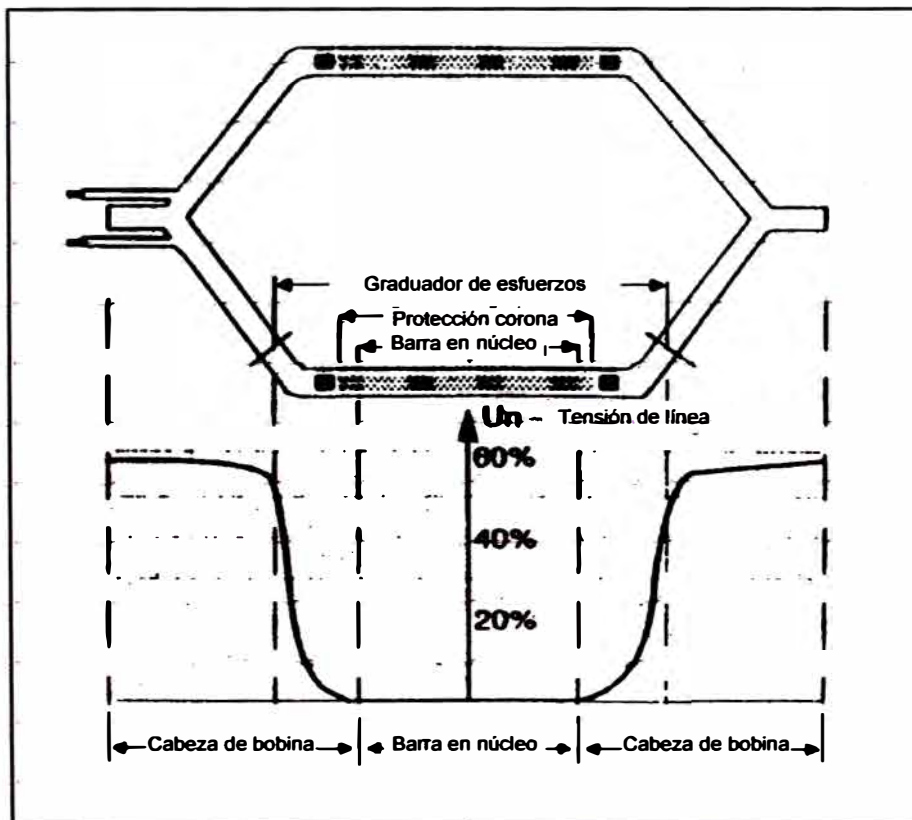 Graduador de esfuerzos
Protección corona
Barra en núcleo
Un - Tensión de línea
60%
40%
20%
Cabeza de bobina
Barra en núcleo
Cabeza de bobina